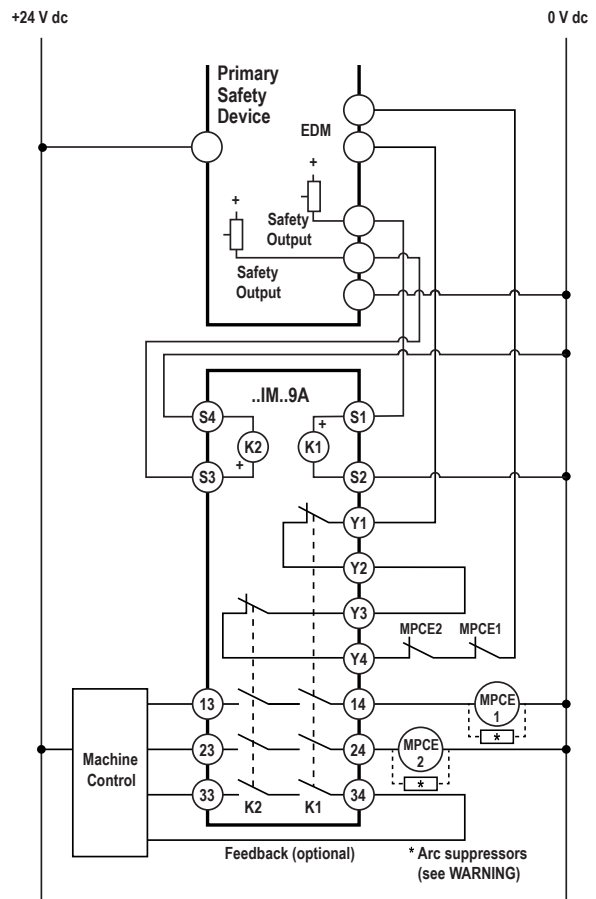 +24 V dc
0 V dc
Primary
Safety
Device
EDM
+
+
Safety
Output
Safety
Output
..IM..9A
S4
+
S1
K2
K1
+
S3
S2
Y1
Y2
Y3
MPCE2
MPCE1
Y4
13
14
MPCE
1
*
Machine
Control
23
24
MPCE
2
*
33
K2
K1
34
Feedback (optional)
* Arc suppressors
(see WARNING)